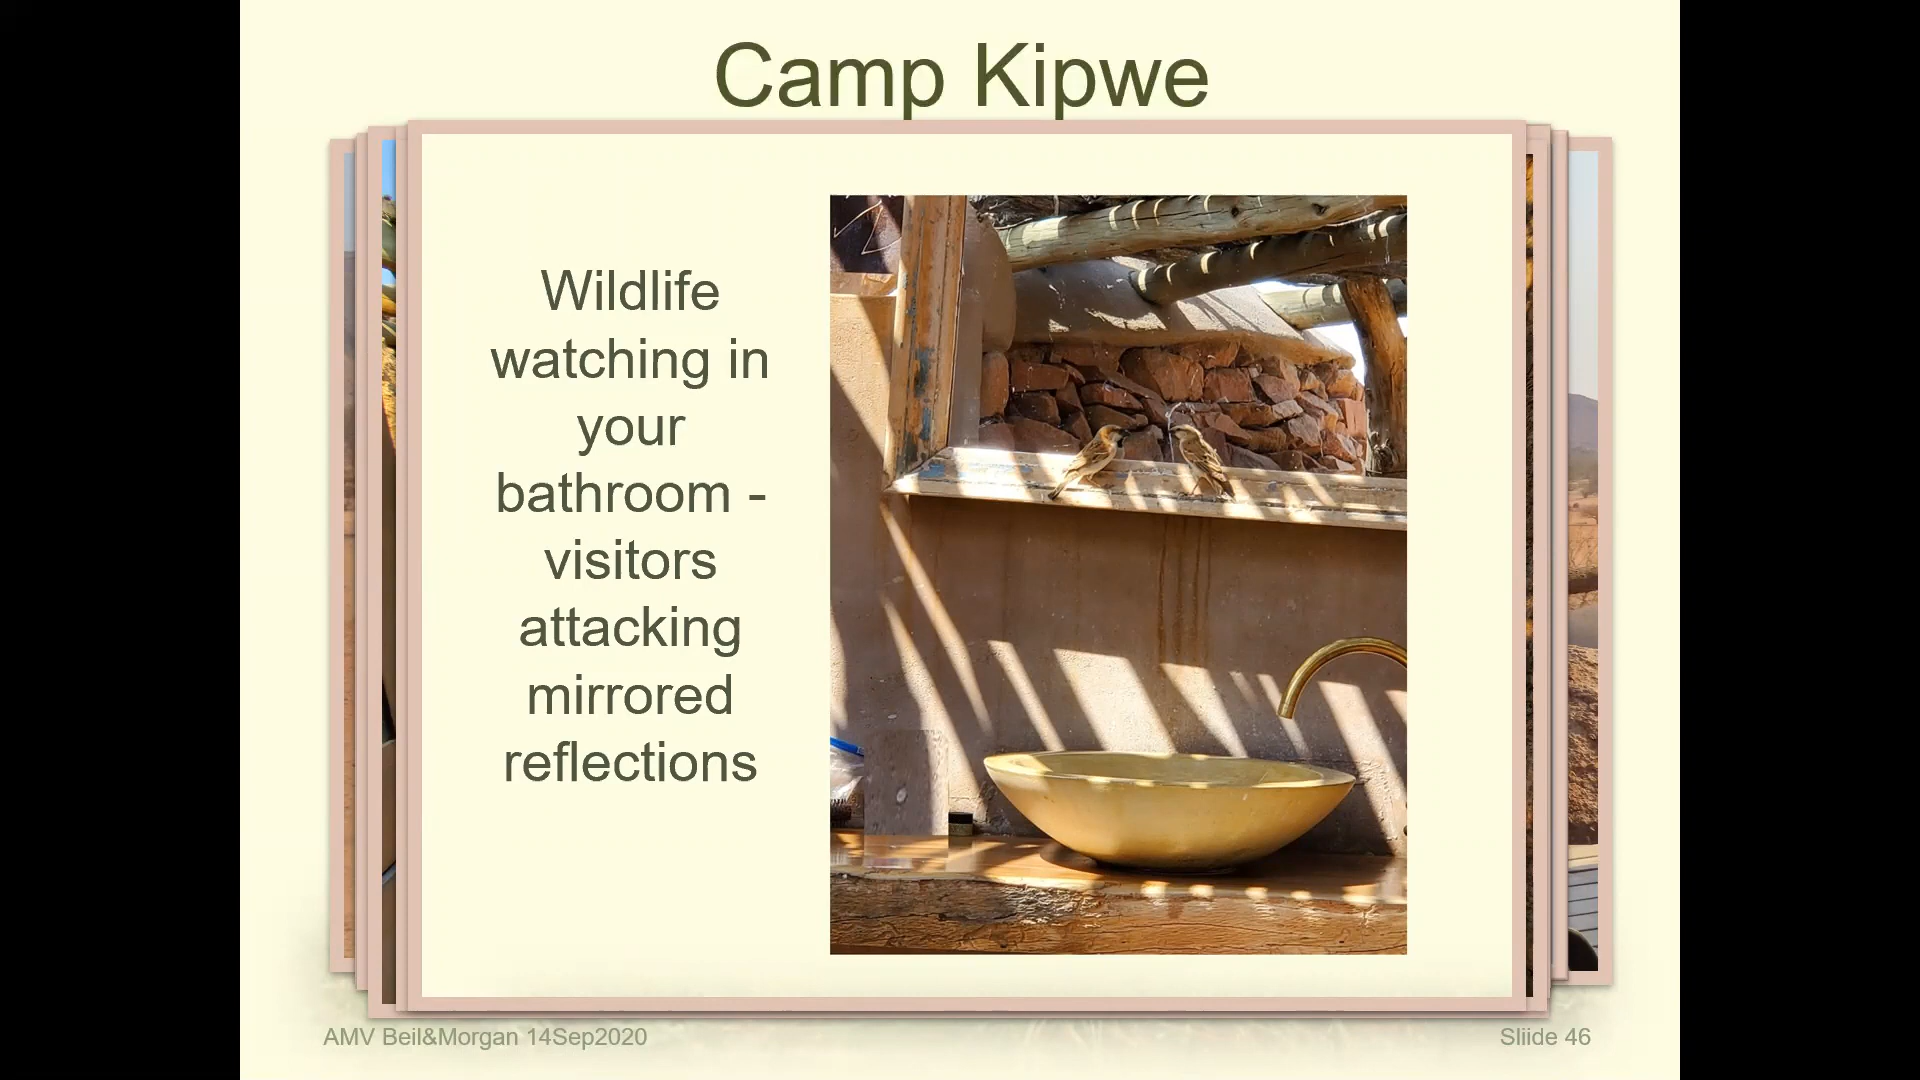 Camp Kipwe
Wildlife
watching in
your
bathroom -
visitors
attacking
mirrored
reflections
AMV Beil&Morgan 14Sep2020
Sliide 46